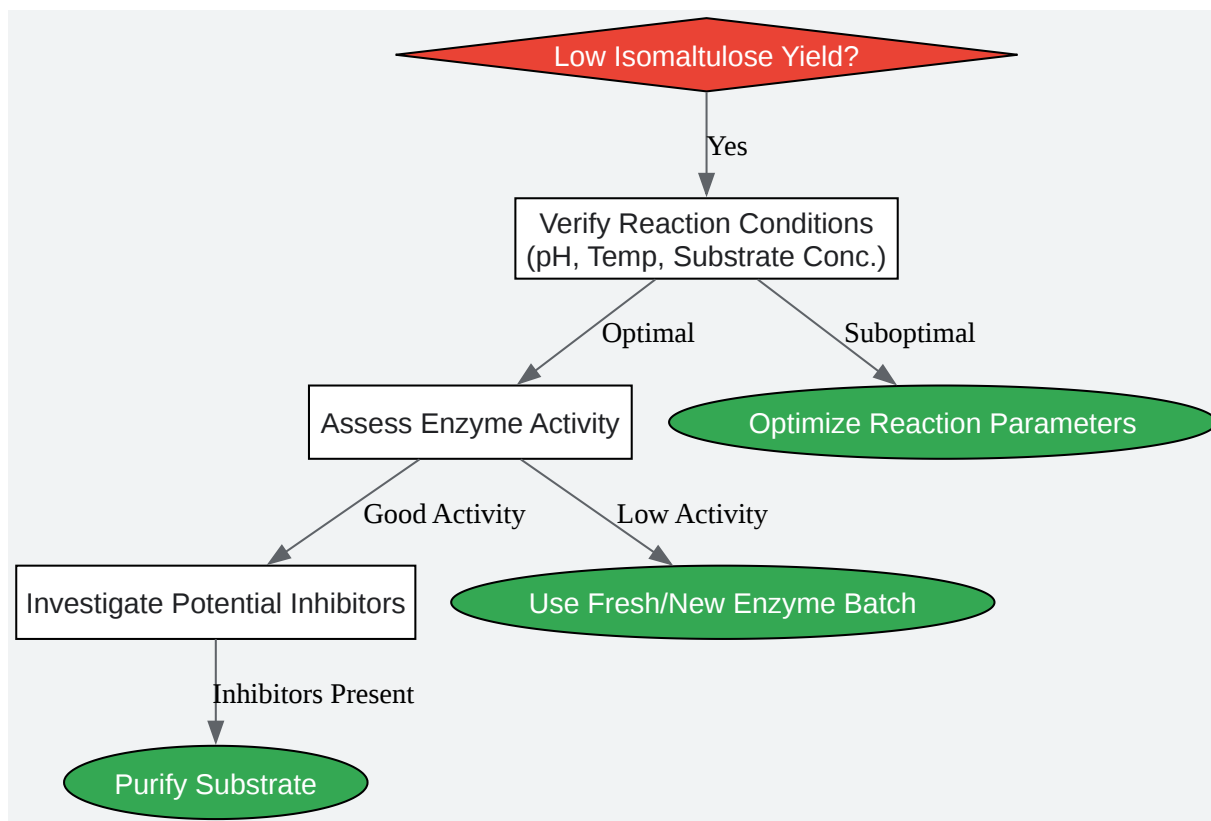 Low Isomaltulose Yield?
Yes
Verify Reaction Conditions
(pH, Temp, Substrate Conc.)
Optimal
Suboptimal
Assess Enzyme Activity
Optimize Reaction Parameters
Good Activity
Low Activity
Investigate Potential Inhibitors
Use Fresh/New Enzyme Batch
Inhibitors Present
Purify Substrate